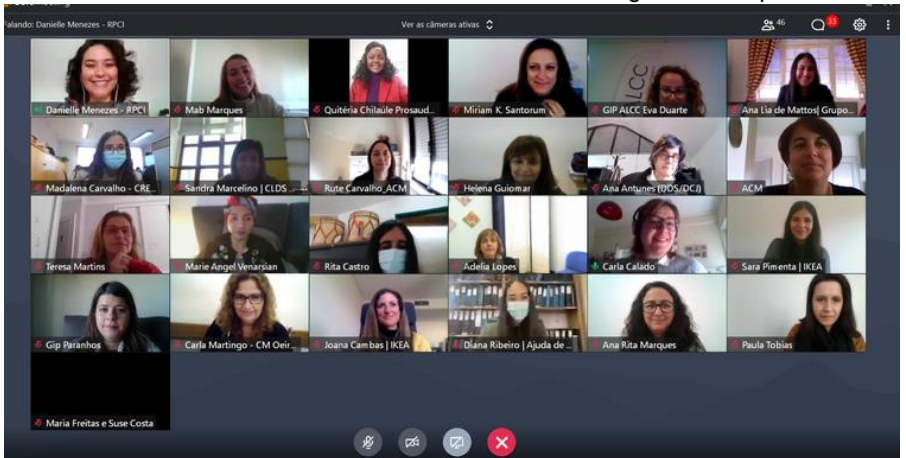 Falando: Danielle Menezes - RPCI
Ver as câmeras ativas
46
33
Danielle Menezes - RPCI
Mab Marques
Quitéria Chilaule Prosaud...
Miriam K. Santorum
GIP ALCC Eva Duarte
Ana Lia de Mattos| Grupo...
ALCC
Madalena Carvalho - CRE...
Sandra Marcelino | CLDS ...
Rute Carvalho_ACM
Helena Guiomar
Ana Antunes (DDS/DCJ)
ACM
Teresa Martins
Marie Angel Venarsian
Rita Castro
Adelia Lopes
Carla Calado
Sara Pimenta | IKEA
Gip Paranhos
Carla Martingo - CM Oeir...
Joana Cambas | IKEA
Diana Ribeiro | Ajuda de ...
Ana Rita Marques
Paula Tobias
Maria Freitas e Suse Costa